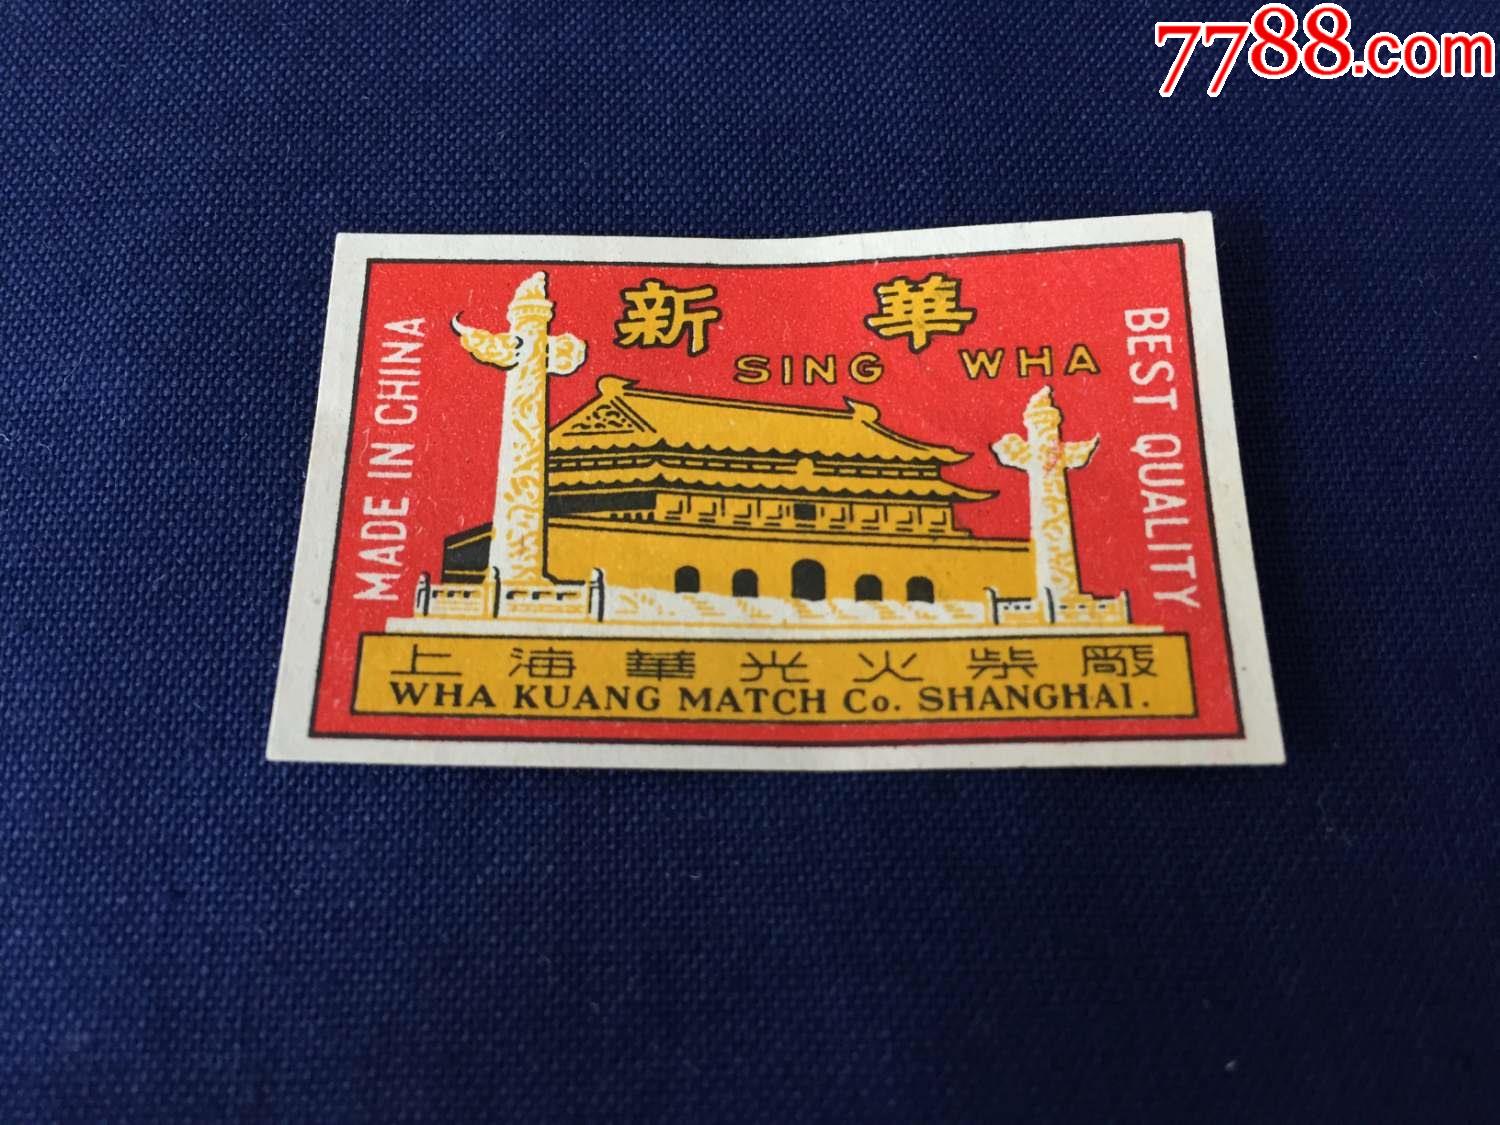 7788.com
新 華
SING WHA
MADE IN CHINA
BEST QUALITY
上海華光火柴廠
WHA KUANG MATCH Co. SHANGHAI.